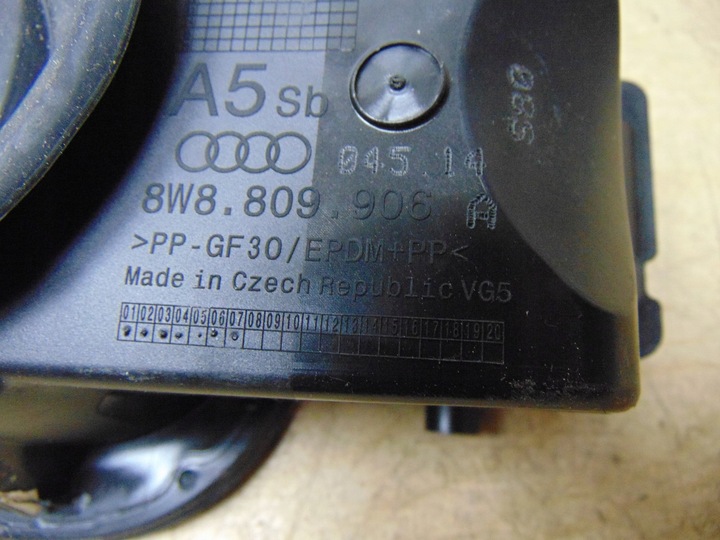 A5 Sb
045.14
8W8.809.906 A
>PP-GF30/EPDM+PP<
Made in Czech Republic VG5
01 02 03 04 05 06 07 08 09 10 11 12 13 14 15 16 17 18 19 20